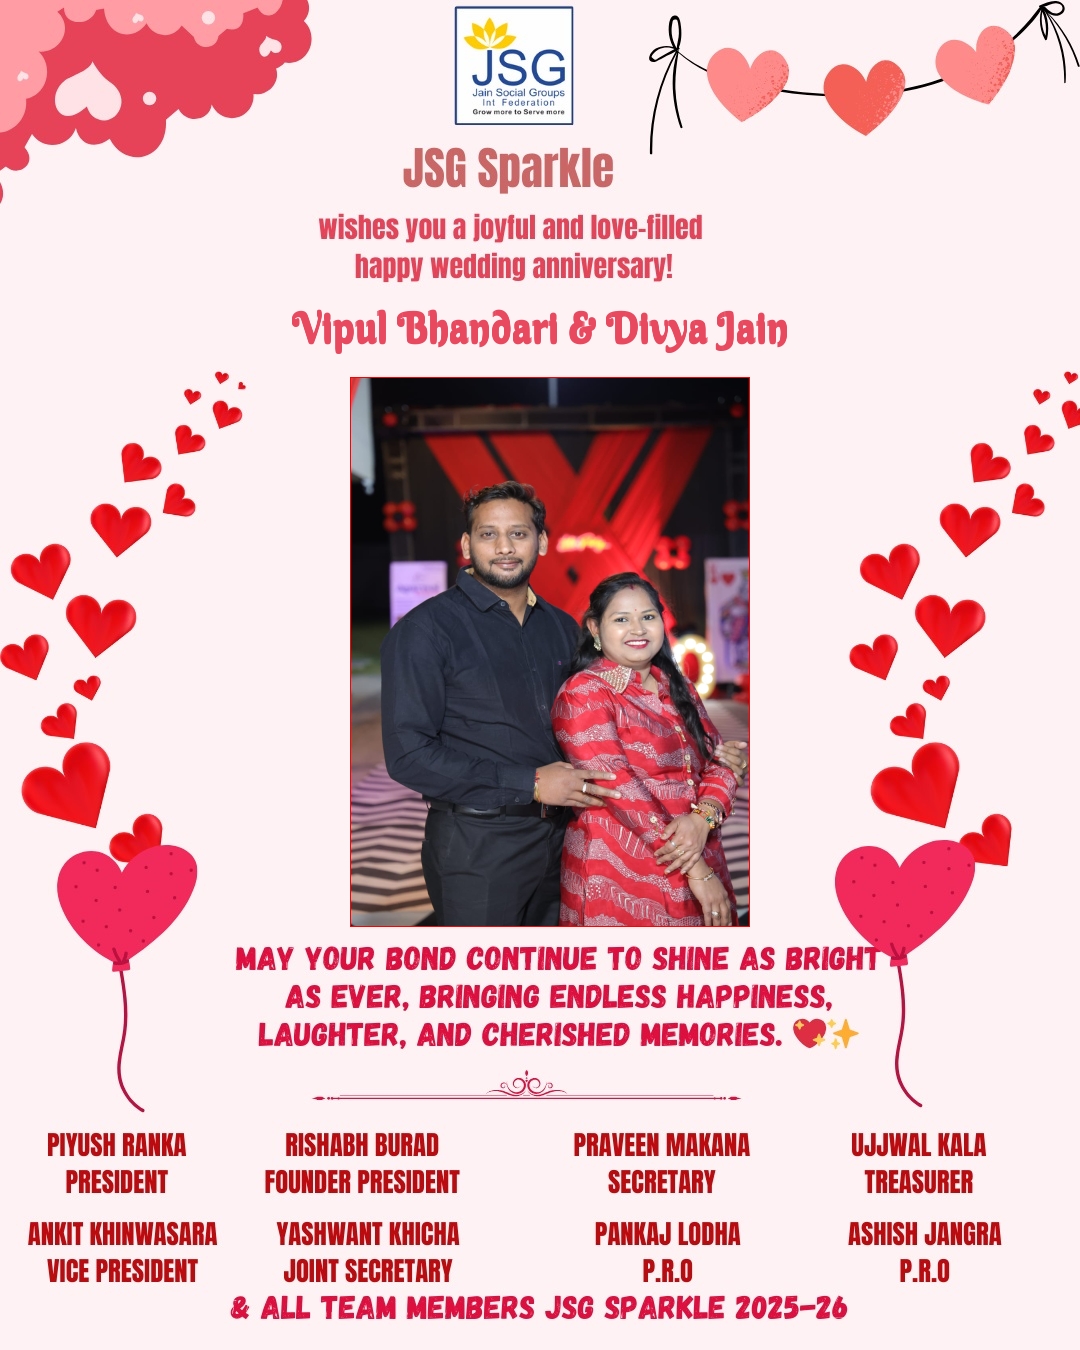 JSG
Jain Social Groups
Int Federation
Grow more to Serve more
JSG Sparkle
wishes you a joyful and love-filled
happy wedding anniversary!
Vipul Bhandari & Divya Jain
MAY YOUR BOND CONTINUE TO SHINE AS BRIGHT
AS EVER, BRINGING ENDLESS HAPPINESS,
LAUGHTER, AND CHERISHED MEMORIES. 💖✨
PIYUSH RANKA
PRESIDENT
RISHABH BURAD
FOUNDER PRESIDENT
PRAVEEN MAKANA
SECRETARY
UJJWAL KALA
TREASURER
ANKIT KHINWASARA
VICE PRESIDENT
YASHWANT KHICHA
JOINT SECRETARY
PANKAJ LODHA
P.R.O
ASHISH JANGRA
P.R.O
& ALL TEAM MEMBERS JSG SPARKLE 2025-26